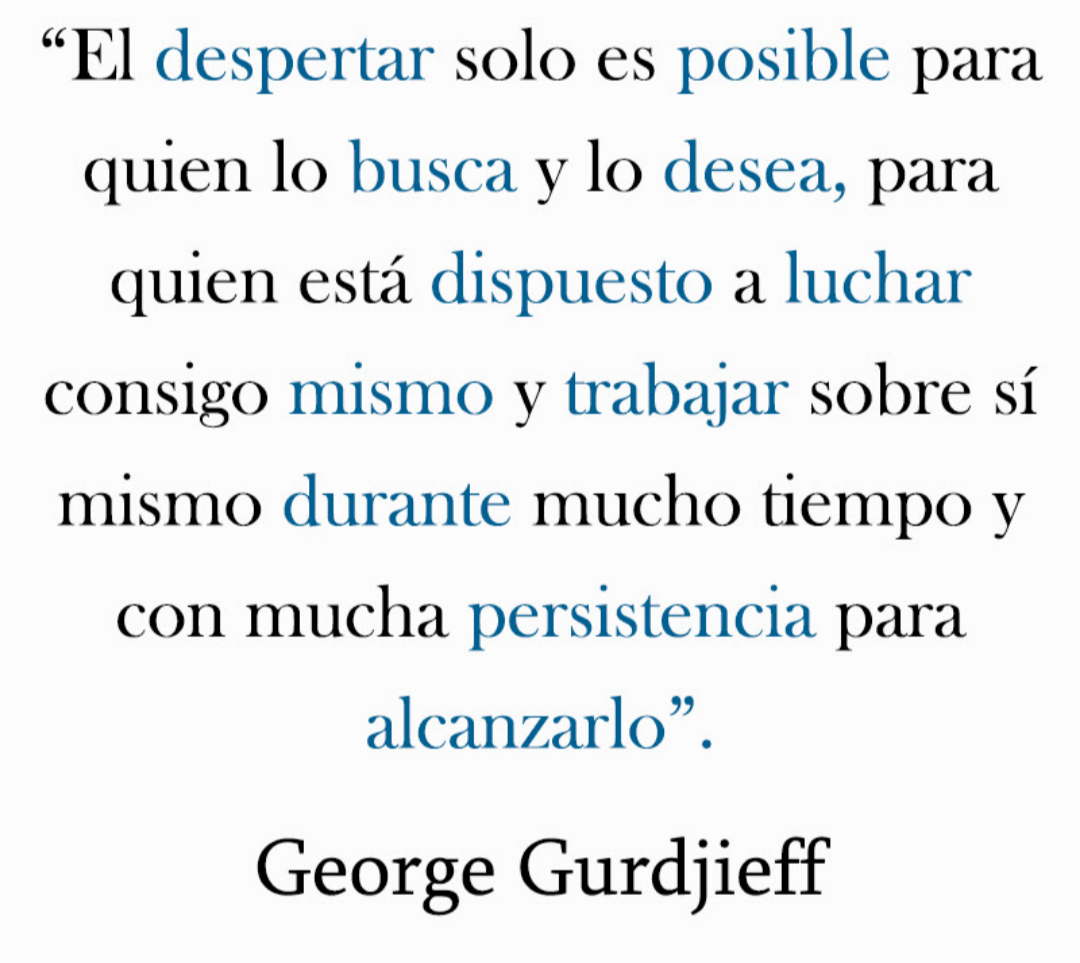 “El despertar solo es posible para
quien lo busca y lo desea, para
quien está dispuesto a luchar
consigo mismo y trabajar sobre sí
mismo durante mucho tiempo y
con mucha persistencia para
alcanzarlo”.
George Gurdjieff